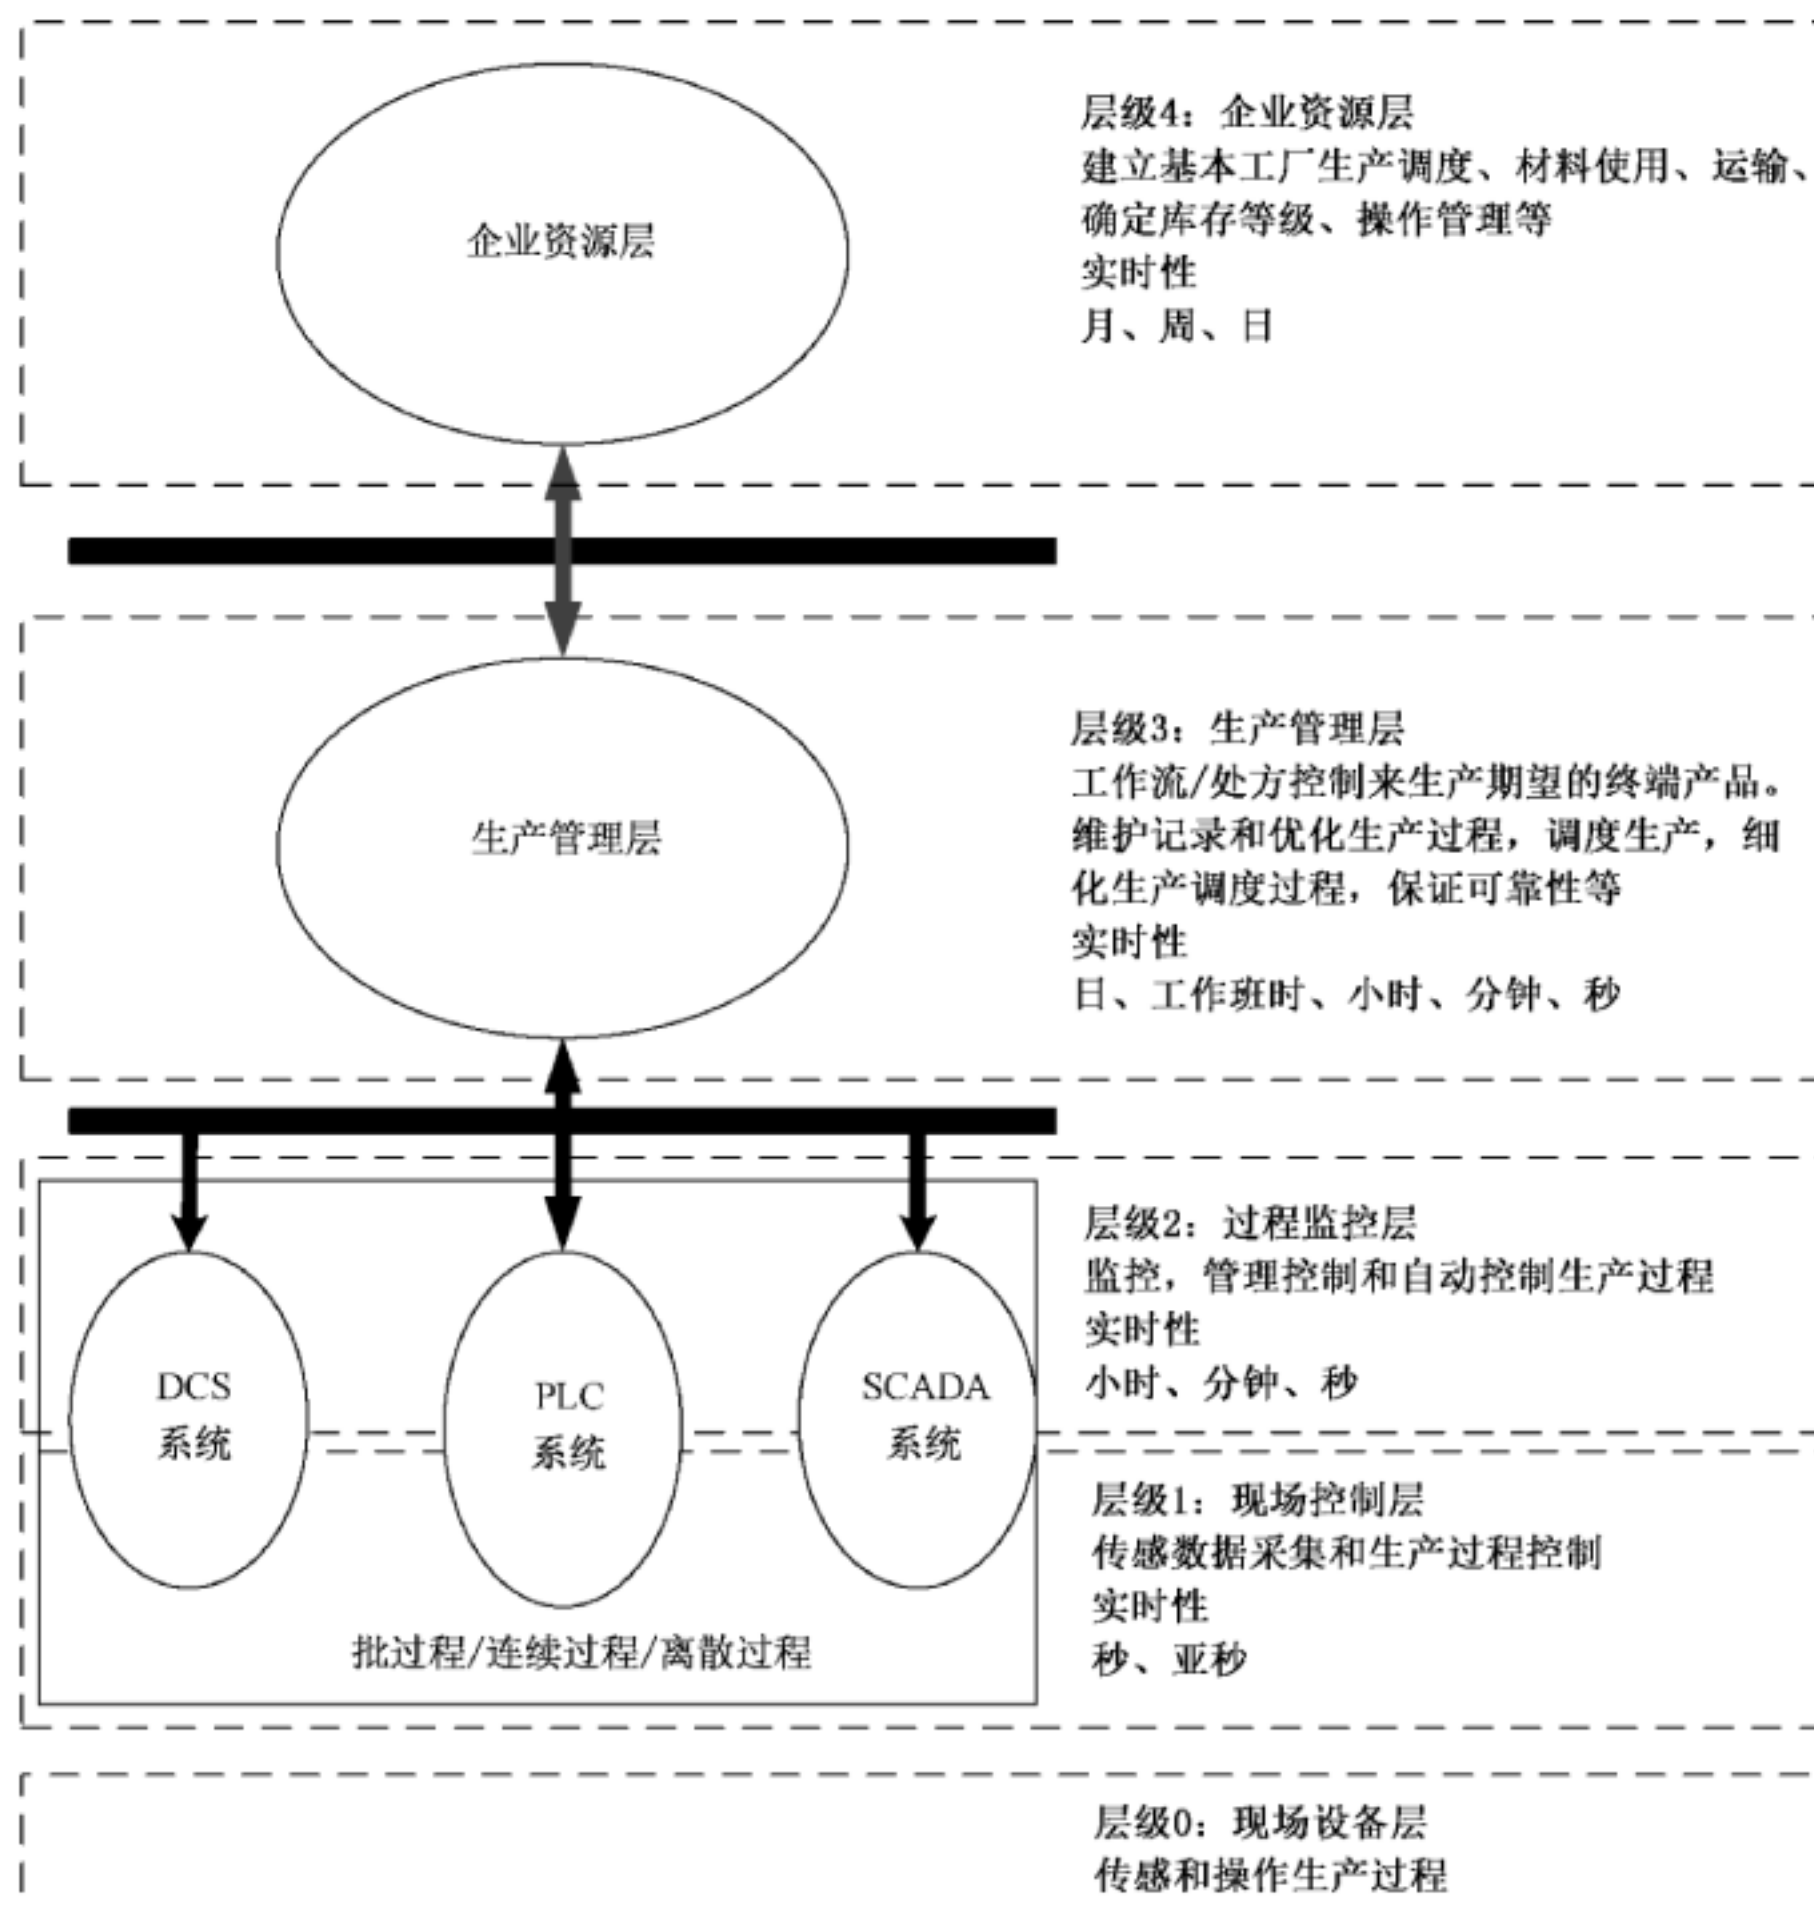 企业资源层
层级4：企业资源层
建立基本工厂生产调度、材料使用、运输、
确定库存等级、操作管理等
实时性
月、周、日
生产管理层
层级3：生产管理层
工作流/处方控制来生产期望的终端产品。
维护记录和优化生产过程，调度生产，细
化生产调度过程，保证可靠性等
实时性
日、工作班时、小时、分钟、秒
DCS
系统
PLC
系统
SCADA
系统
批过程/连续过程/离散过程
层级2：过程监控层
监控，管理控制和自动控制生产过程
实时性
小时、分钟、秒
层级1：现场控制层
传感数据采集和生产过程控制
实时性
秒、亚秒
层级0：现场设备层
传感和操作生产过程